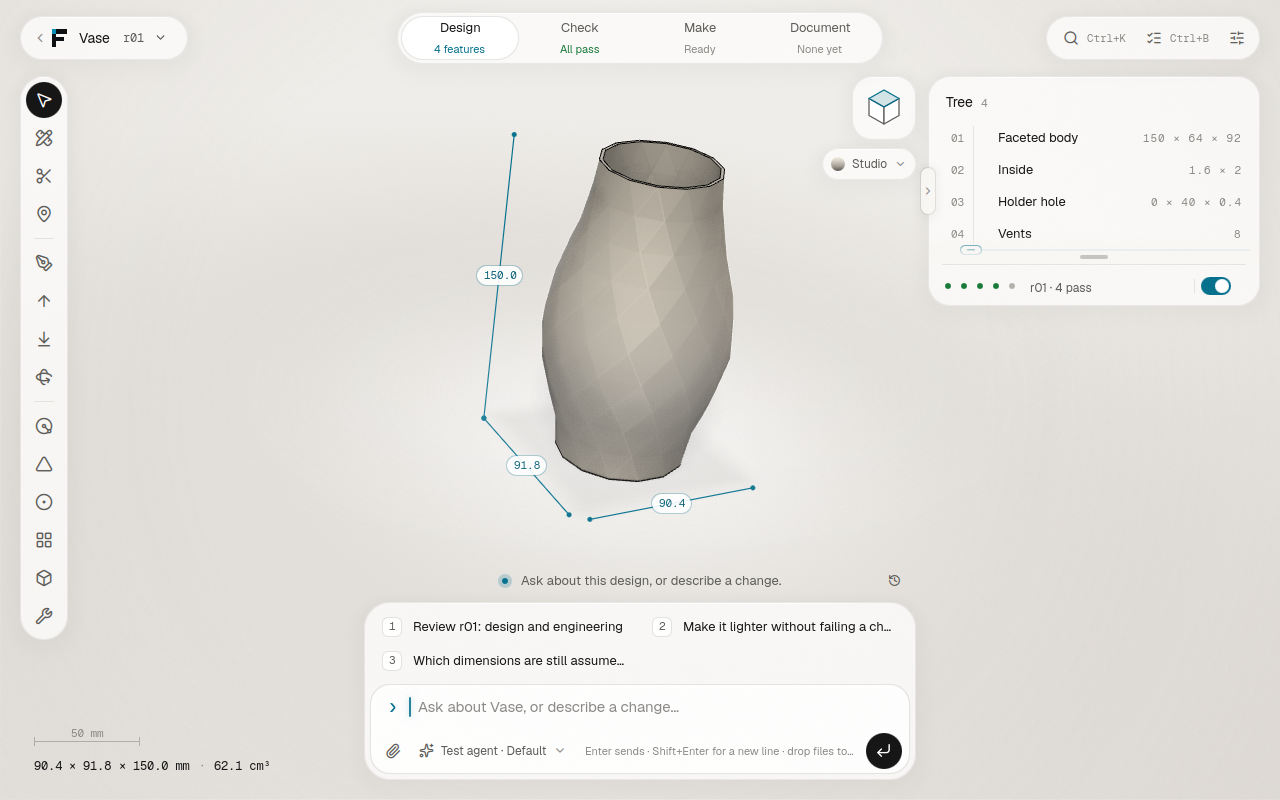 Vase r01
Design
4 features
Check
All pass
Make
Ready
Document
None yet
Ctrl+K
Ctrl+B
Studio
Tree 4
01 Faceted body 150 × 64 × 92
02 Inside 1.6 × 2
03 Holder hole 0 × 40 × 0.4
04 Vents 8
r01 · 4 pass
150.0
91.8
90.4
Ask about this design, or describe a change.
1 Review r01: design and engineering
2 Make it lighter without failing a ch…
3 Which dimensions are still assume…
Ask about Vase, or describe a change…
Test agent · Default
Enter sends · Shift+Enter for a new line · drop files to…
50 mm
90.4 × 91.8 × 150.0 mm · 62.1 cm³